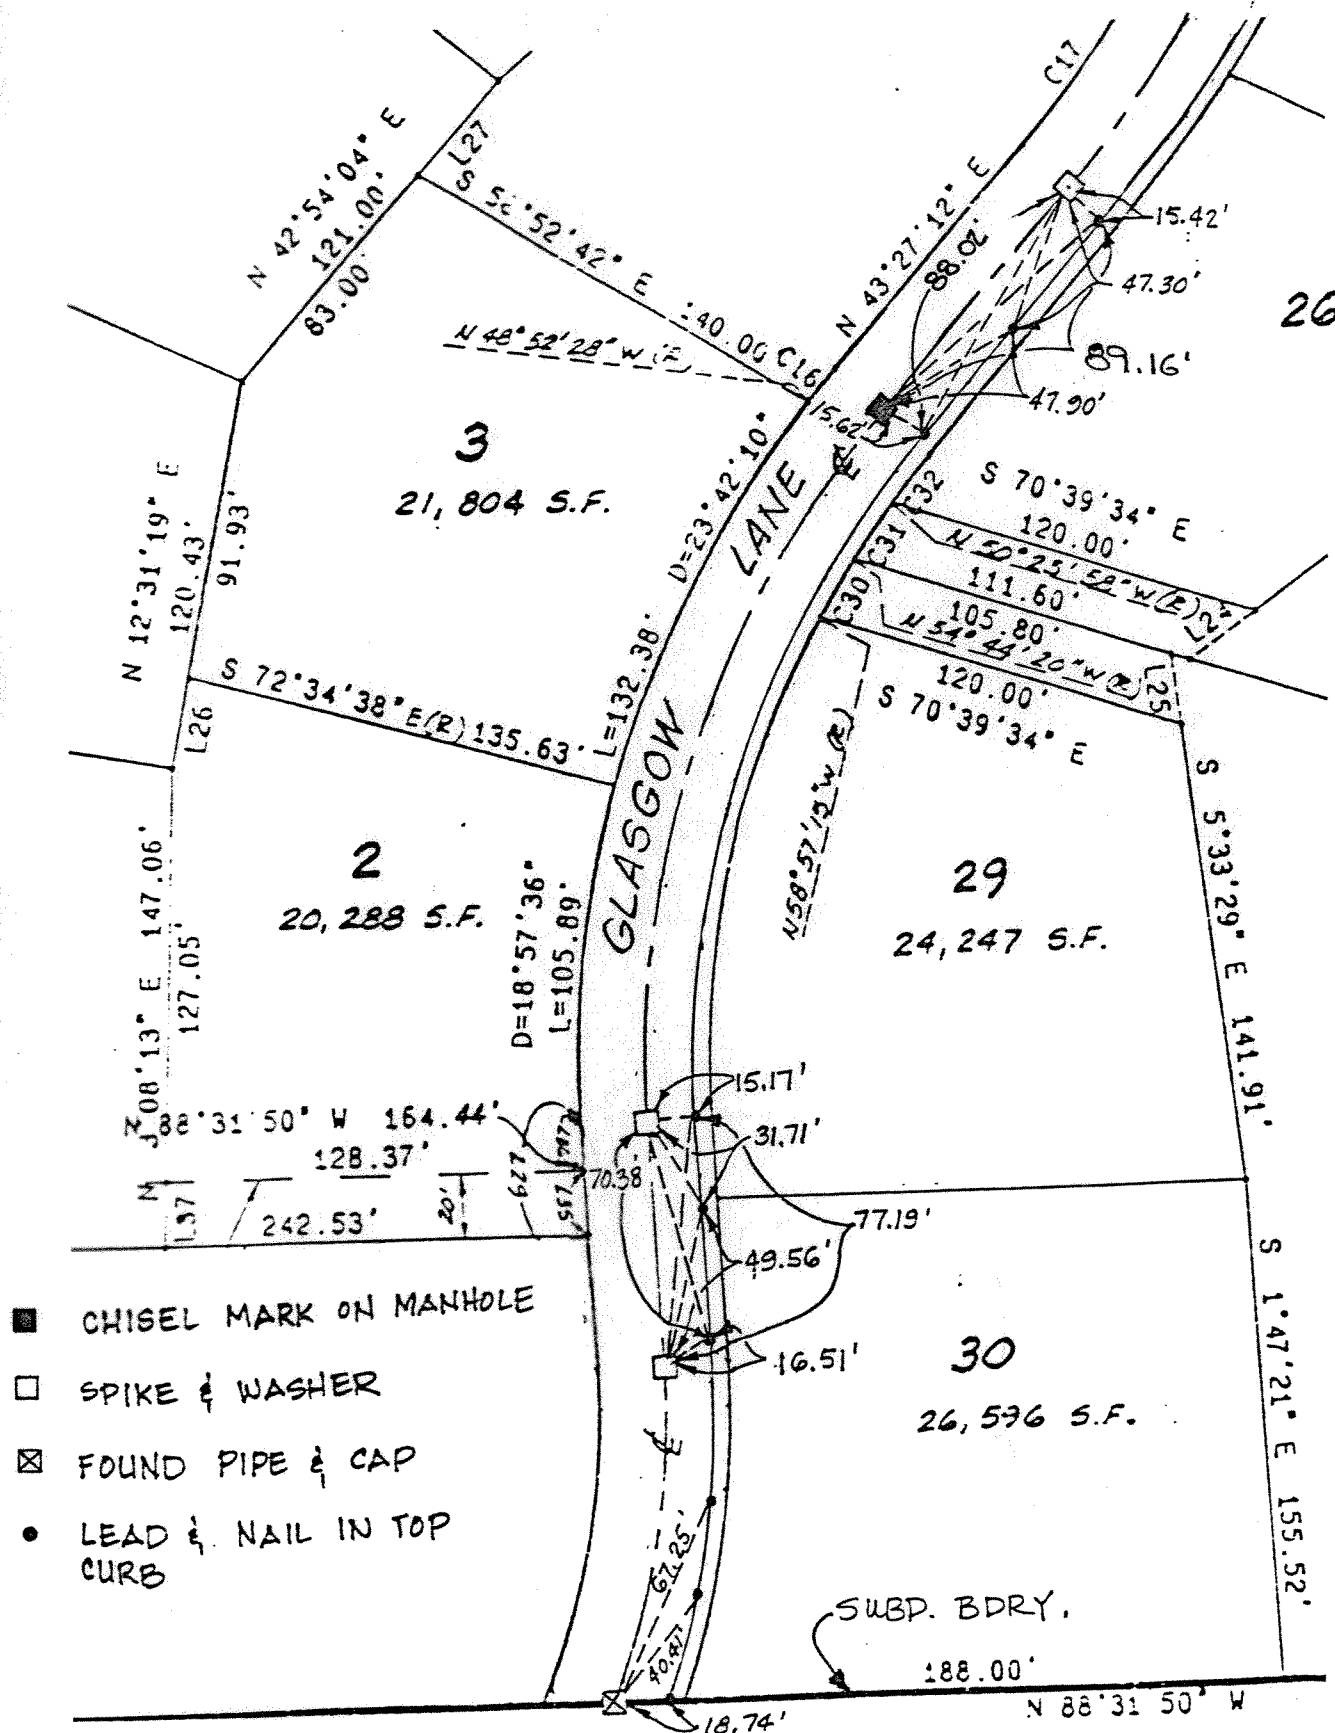 C17
N 42°54'04" E
121.00'
83.00'
L27
S 52'42" E
N 48°52'28" W
C16
N 43°27'12" E
88.02'
15.42'
47.30'
26
89.16'
47.90'
15.62'
3
21,804 S.F.
N 12°31'19" E
120.43'
91.93'
D=23°42'10"
L=132.38'
GLASGOW LANE
C32
S 70°39'34" E
120.00'
N 50°25'58" W (R)
C31
111.60'
105.80'
C30
N 54°44'20" W (R)
L25
120.00'
S 70°39'34" E
S 72°34'38" E (R) 135.63'
L26
N58°57'15" W (R)
2
20,288 S.F.
D=18°57'36"
L=105.89'
29
24,247 S.F.
S 5°33'29" E 141.91'
08'13" E 147.06'
127.05'
15.17'
88°31'50" W 164.44'
128.37'
31.71'
70.38
L37
242.53'
20'
L29
77.19'
49.56'
16.51'
30
26,596 S.F.
S 1°47'21" E 155.52'
CHISEL MARK ON MANHOLE
SPIKE & WASHER
FOUND PIPE & CAP
LEAD & NAIL IN TOP
CURB
67.25'
40.41'
SUBD. BDRY.
188.00'
N 88°31'50" W
18.74'